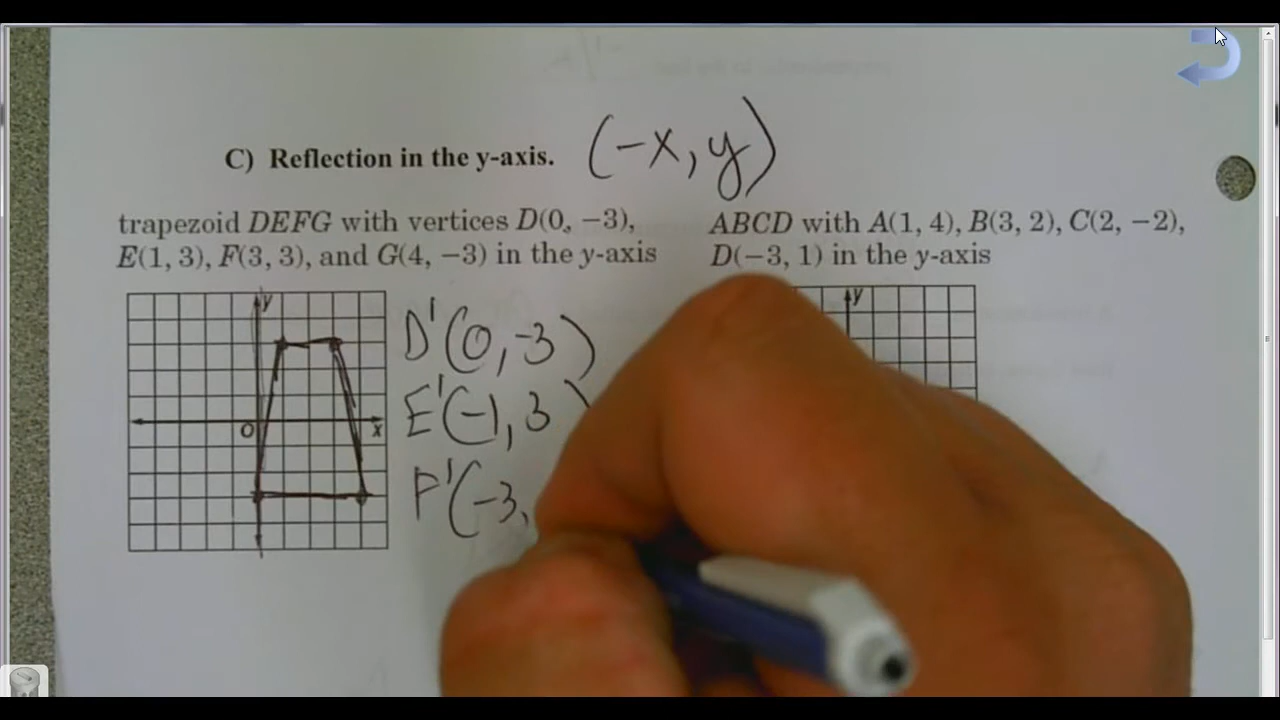 C) Reflection in the y-axis. (-x, y)
trapezoid DEFG with vertices D(0, −3),
E(1, 3), F(3, 3), and G(4, −3) in the y-axis
ABCD with A(1, 4), B(3, 2), C(2, −2),
D(−3, 1) in the y-axis
y
O
x
D'(0, -3)
E'(-1, 3)
F'(-3,
y